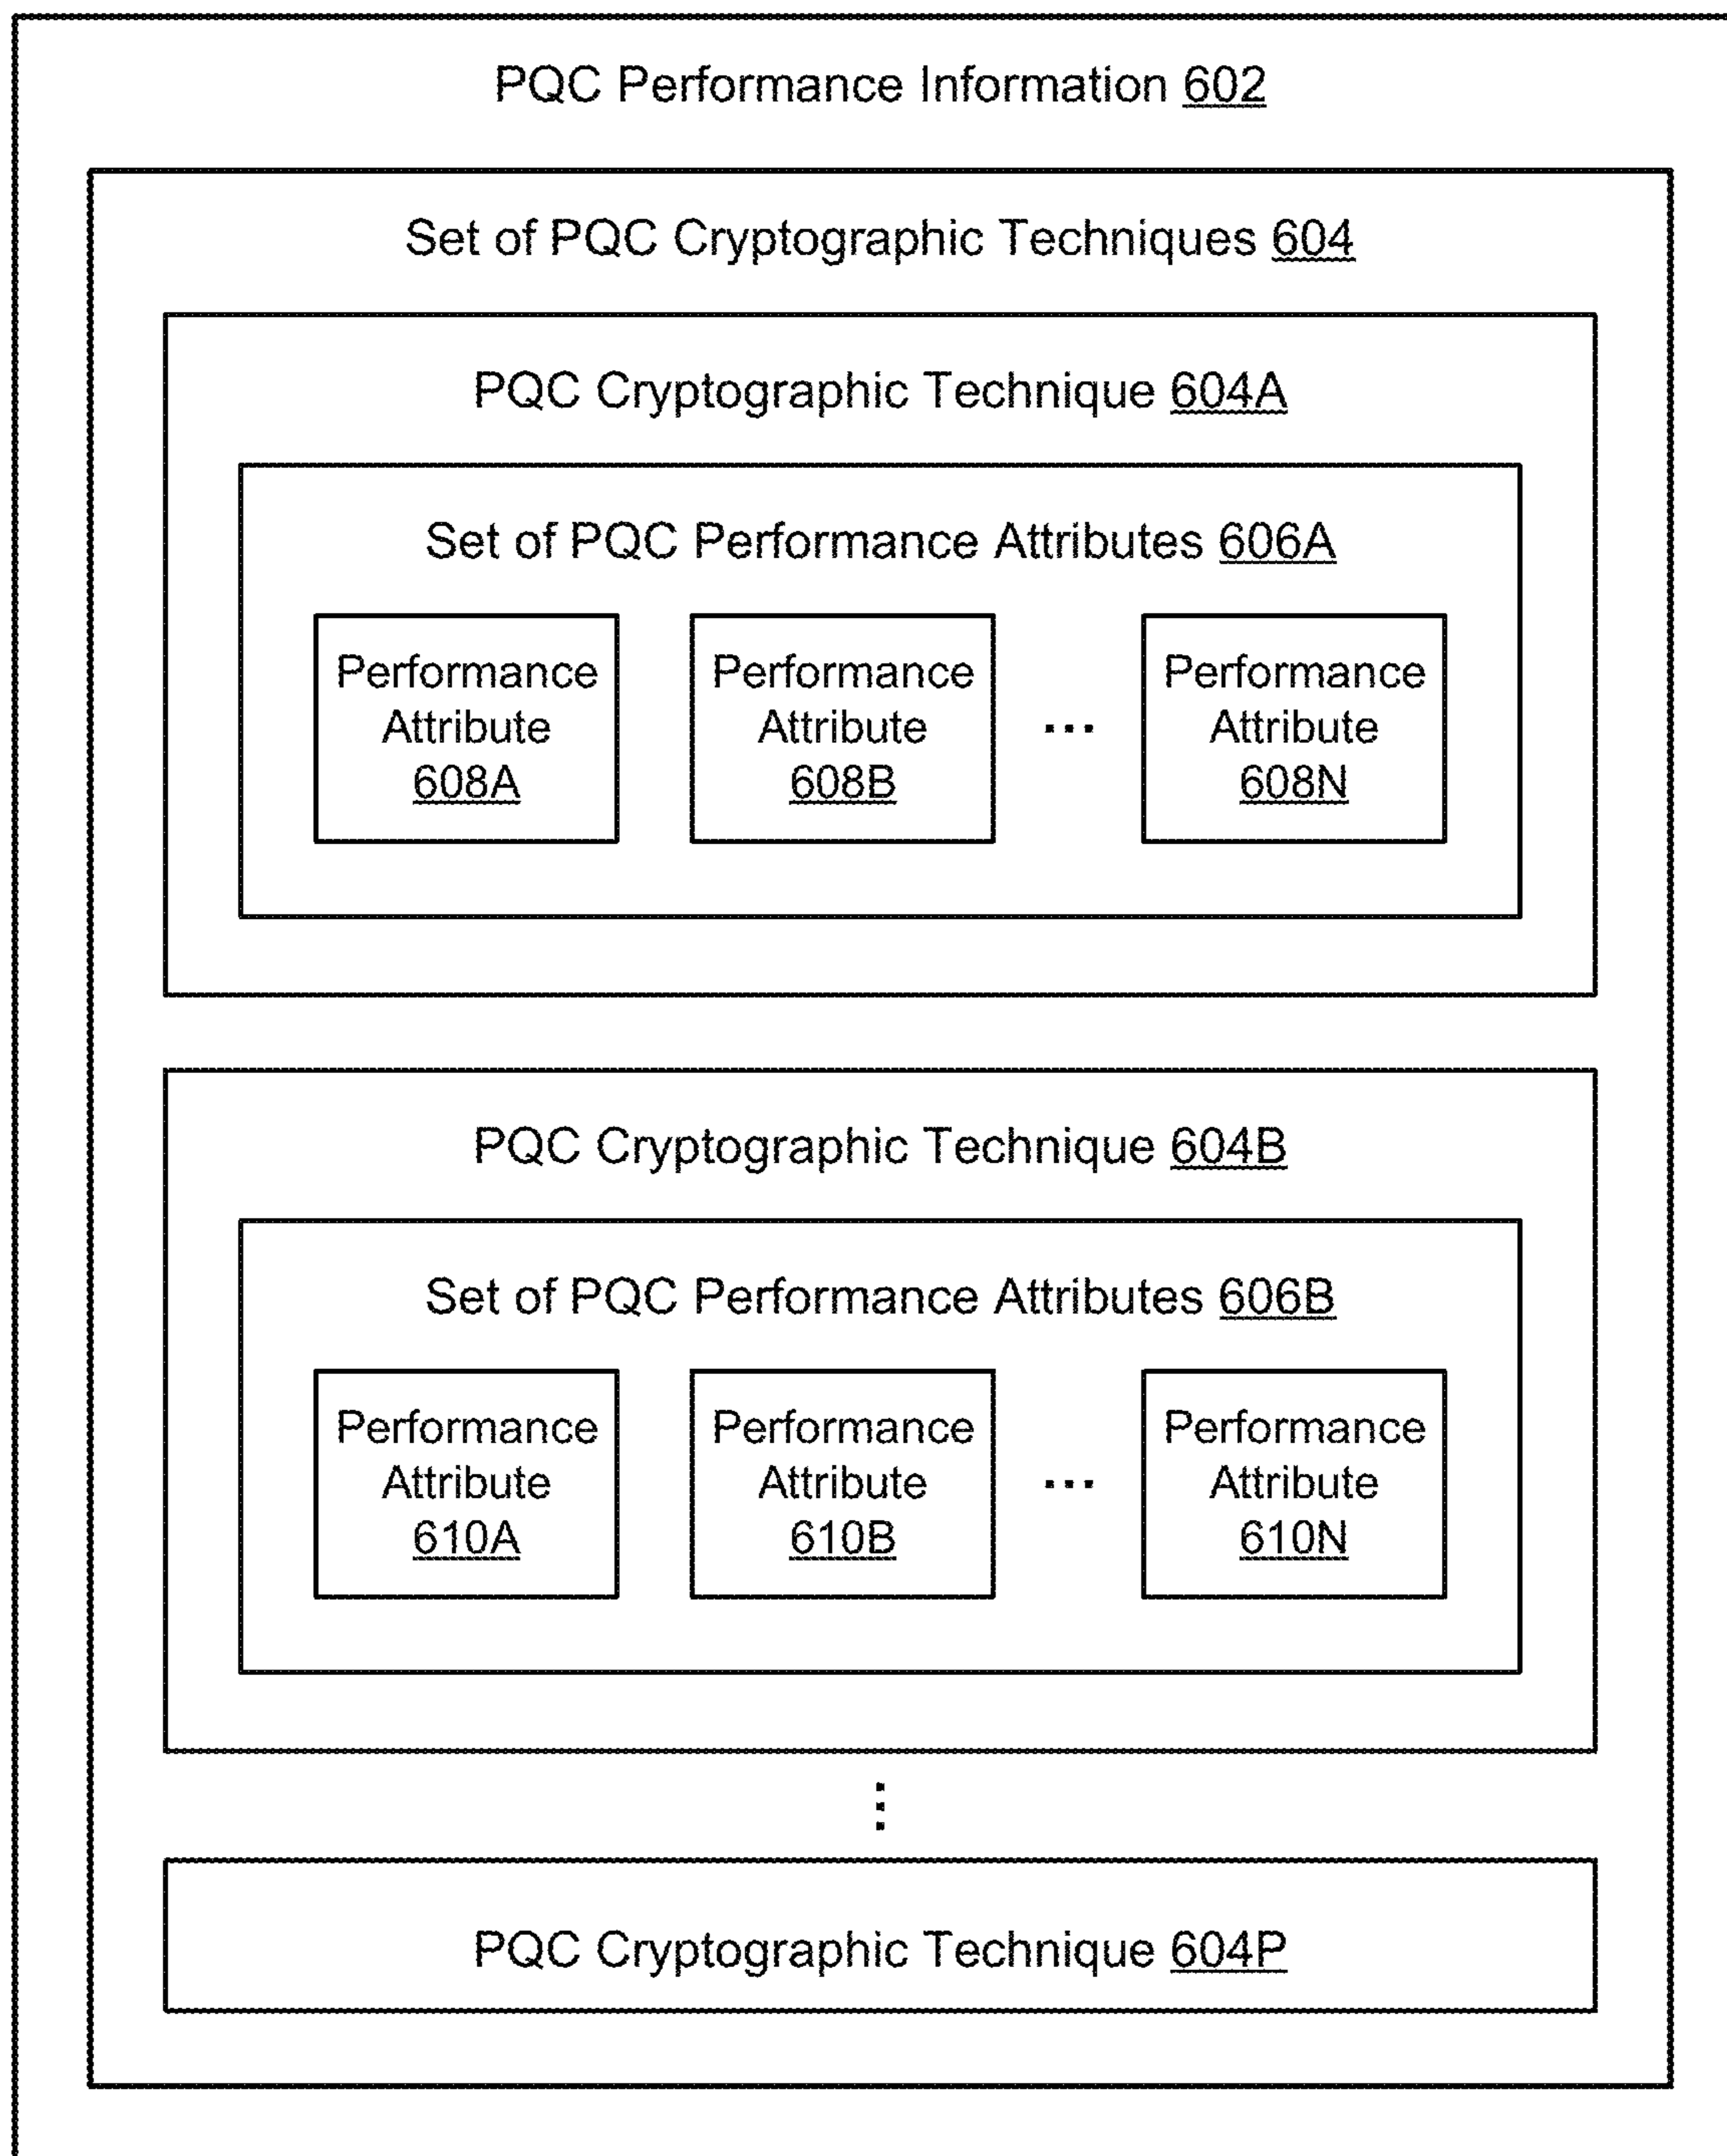 PQC Performance Information 602
Set of PQC Cryptographic Techniques 604
PQC Cryptographic Technique 604A
Set of PQC Performance Attributes 606A
Performance
Attribute
608A
Performance
Attribute
608B
...
Performance
Attribute
608N
PQC Cryptographic Technique 604B
Set of PQC Performance Attributes 606B
Performance
Attribute
610A
Performance
Attribute
610B
...
Performance
Attribute
610N
...
PQC Cryptographic Technique 604P